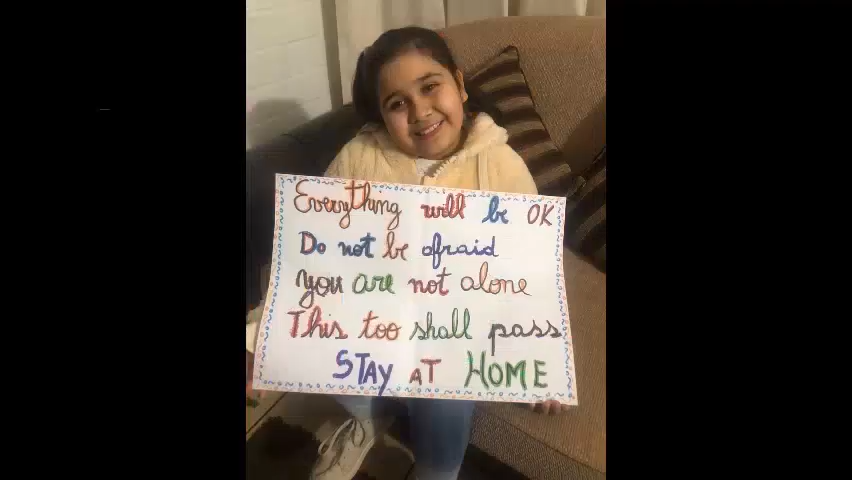 Everything will be OK
Do not be afraid
you are not alone
This too shall pass
STAY AT HOME